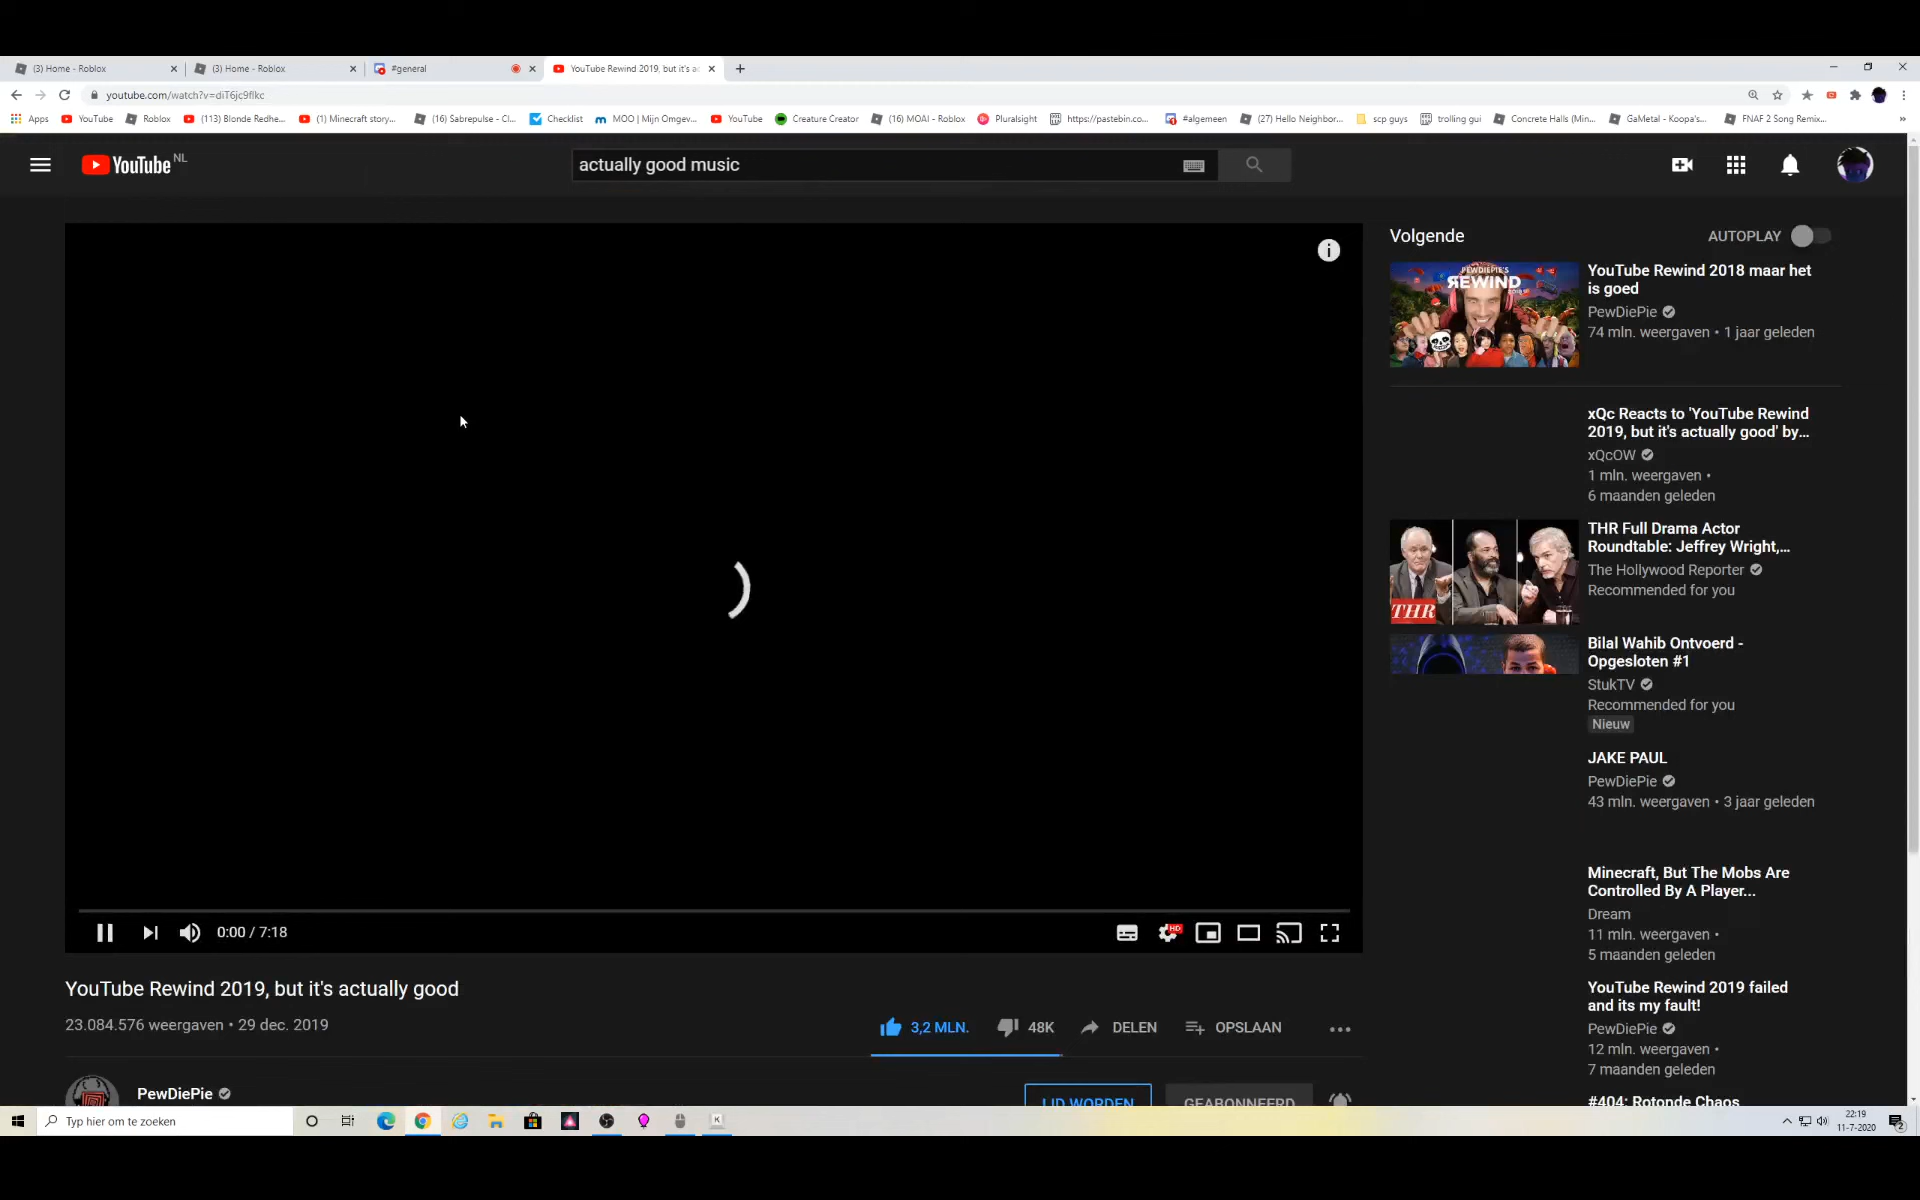 (3) Home - Roblox
(3) Home - Roblox
#general
YouTube Rewind 2019, but it's a
youtube.com/watch?v=diT6jc9flkc
Apps
YouTube
Roblox
(113) Blonde Redhe...
(1) Minecraft story...
(16) Sabrepulse - Cl...
Checklist
MOO | Mijn Omgev...
YouTube
Creature Creator
(16) MOAI - Roblox
Pluralsight
https://pastebin.co...
#algemeen
(27) Hello Neighbor...
scp guys
trolling gui
Concrete Halls (Min...
GaMetal - Koopa's...
FNAF 2 Song Remix...
YouTube NL
actually good music
Volgende
AUTOPLAY
PEWDIEPIE'S
REWIND
YouTube Rewind 2018 maar het
is goed
PewDiePie
74 mln. weergaven • 1 jaar geleden
xQc Reacts to 'YouTube Rewind
2019, but it's actually good' by...
xQcOW
1 mln. weergaven •
6 maanden geleden
THR
THR Full Drama Actor
Roundtable: Jeffrey Wright,...
The Hollywood Reporter
Recommended for you
Bilal Wahib Ontvoerd -
Opgesloten #1
StukTV
Recommended for you
Nieuw
JAKE PAUL
PewDiePie
43 mln. weergaven • 3 jaar geleden
Minecraft, But The Mobs Are
Controlled By A Player...
Dream
11 mln. weergaven •
5 maanden geleden
YouTube Rewind 2019 failed
and its my fault!
PewDiePie
12 mln. weergaven •
7 maanden geleden
#404: Rotonde Chaos
0:00 / 7:18
HD
YouTube Rewind 2019, but it's actually good
23.084.576 weergaven • 29 dec. 2019
3,2 MLN.
48K
DELEN
OPSLAAN
PewDiePie
LID WORDEN
GEABONNEERD
Typ hier om te zoeken
22:19
11-7-2020
2